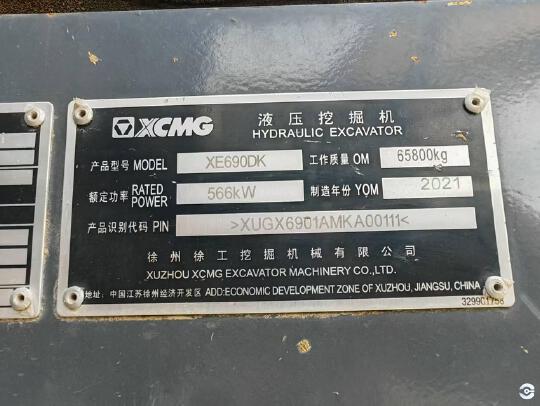 XCMG 液压挖掘机
HYDRAULIC EXCAVATOR
产品型号 MODEL XE690DK 工作质量 OM 65800kg
额定功率 RATED POWER 566kW 制造年份 YOM 2021
产品识别代码 PIN >XUGX6901AMKA00111<
徐州徐工挖掘机械有限公司
XUZHOU XCMG EXCAVATOR MACHINERY CO.,LTD.
地址: 中国江苏徐州经济开发区 ADD:ECONOMIC DEVELOPMENT ZONE OF XUZHOU, JIANGSU, CHINA
329901758